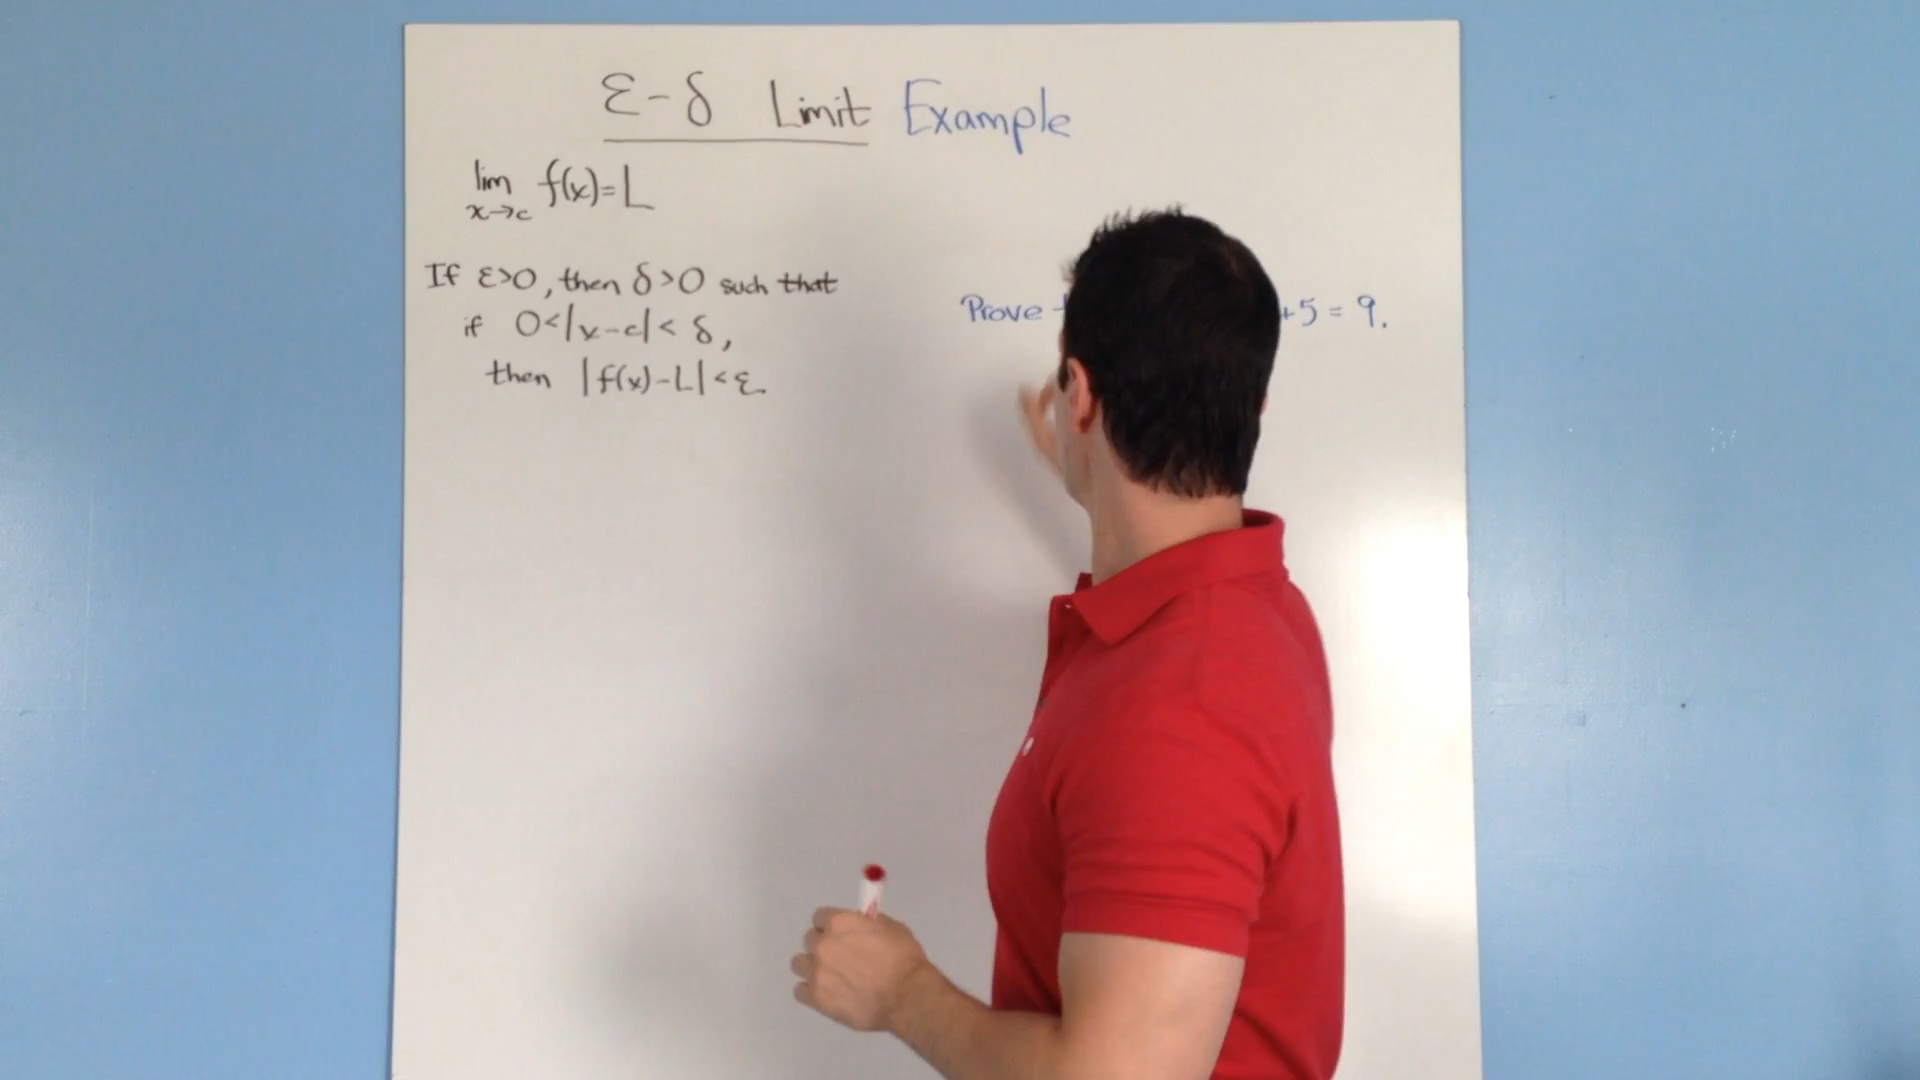 ε-δ Limit Example
lim f(x)=L
x→c
If ε>0, then δ>0 such that
if 0<|x-c|< δ,
then |f(x)-L|<ε.
Prove +5 = 9.